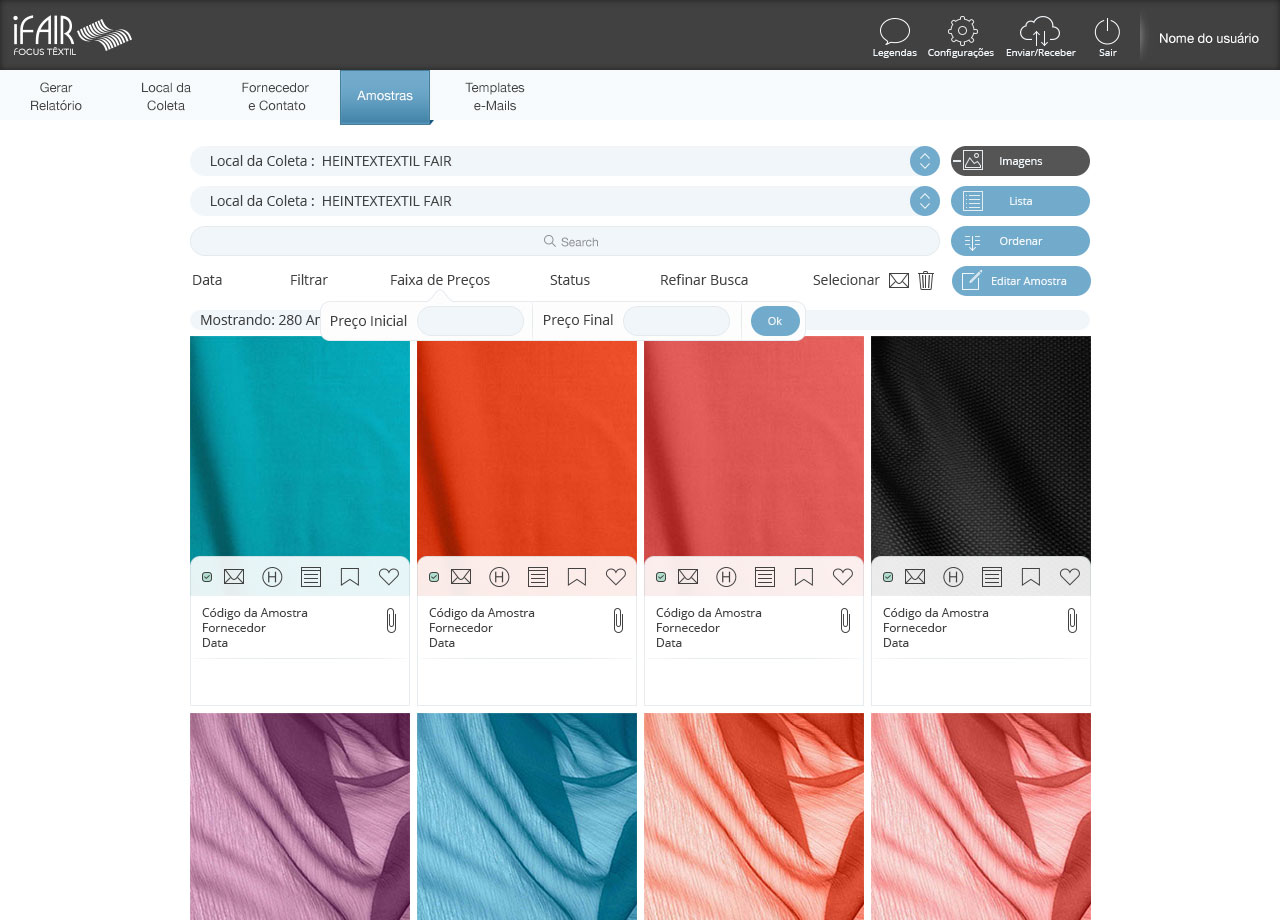 iFAIR
FOCUS TÊXTIL
Legendas
Configurações
Enviar/Receber
Sair
Nome do usuário
Gerar
Relatório
Local da
Coleta
Fornecedor
e Contato
Amostras
Templates
e-Mails
Local da Coleta : HEINTEXTEXTIL FAIR
Imagens
Local da Coleta : HEINTEXTEXTIL FAIR
Lista
Search
Ordenar
Data
Filtrar
Faixa de Preços
Status
Refinar Busca
Selecionar
Editar Amostra
Mostrando: 280
Preço Inicial
Preço Final
Ok
H
H
H
H
Código da Amostra
Fornecedor
Data
Código da Amostra
Fornecedor
Data
Código da Amostra
Fornecedor
Data
Código da Amostra
Fornecedor
Data